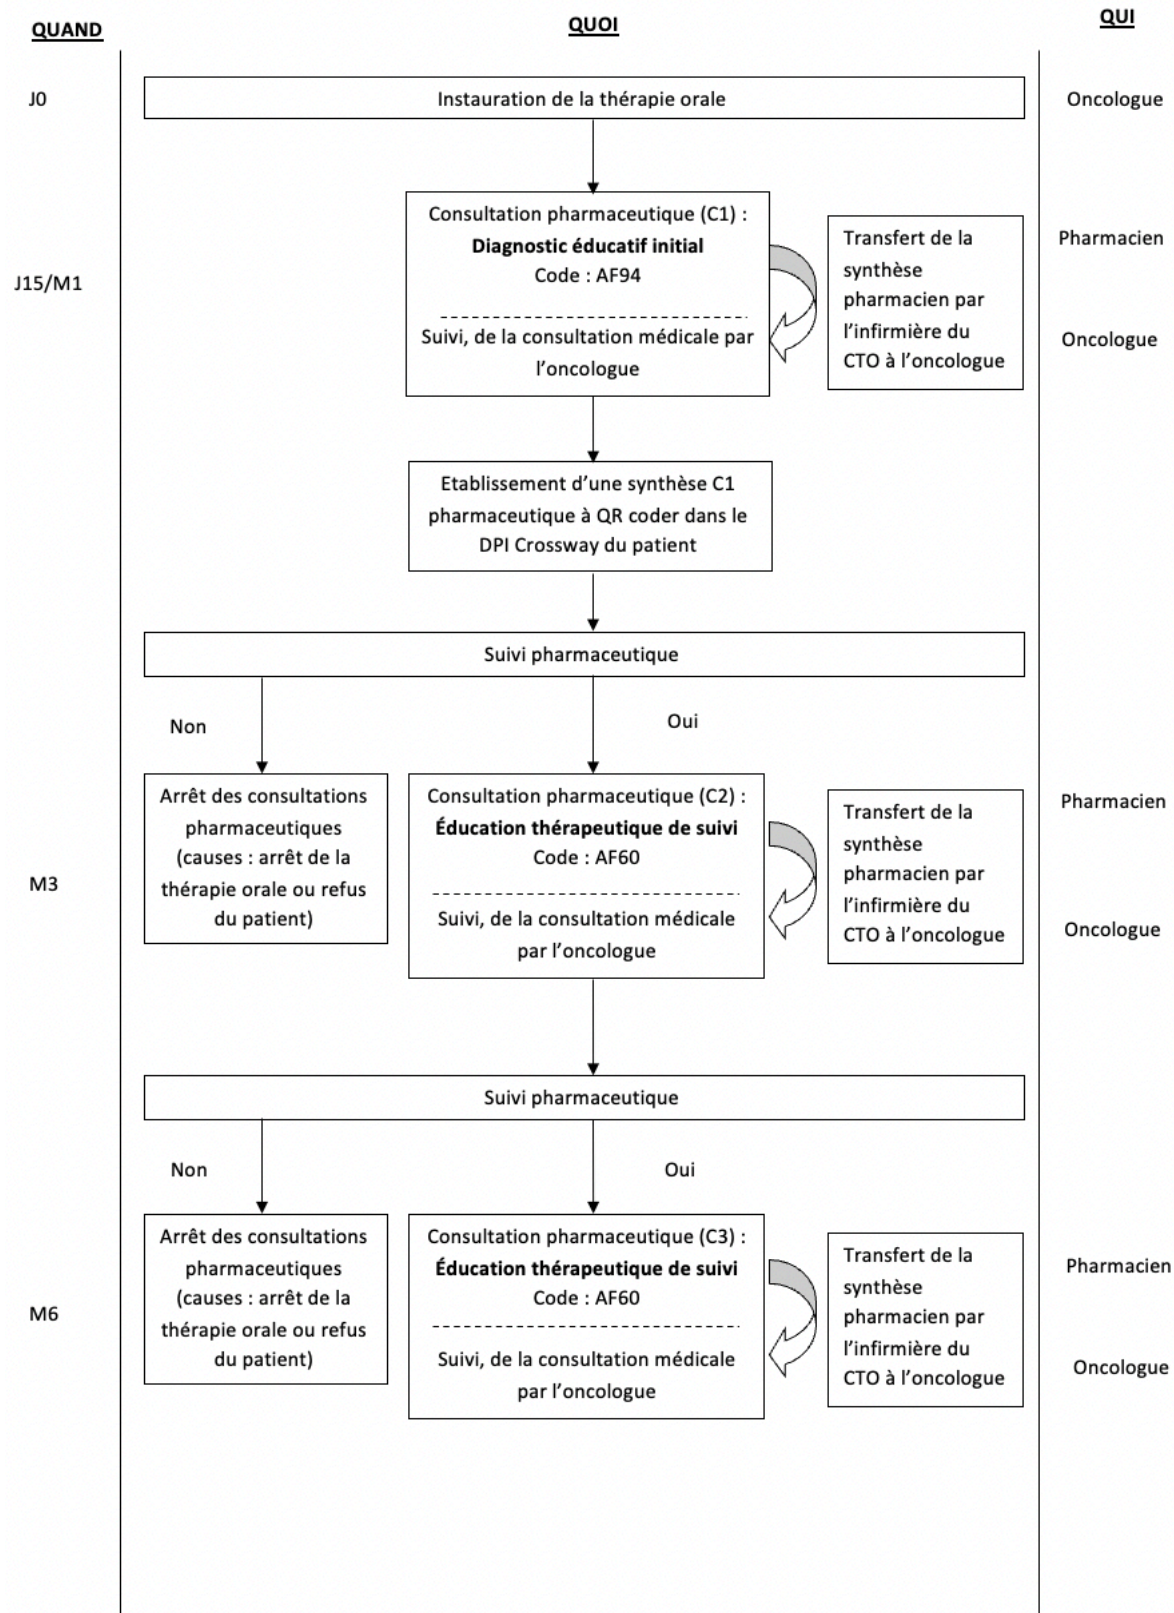 QUAND
QUOI
QUI
J0
Instauration de la thérapie orale
Oncologue
J15/M1
Consultation pharmaceutique (C1) :
Diagnostic éducatif initial
Code : AF94
Suivi, de la consultation médicale par
l’oncologue
Transfert de la
synthèse
pharmacien par
l’infirmière du
CTO à l’oncologue
Pharmacien
Oncologue
Etablissement d’une synthèse C1
pharmaceutique à QR coder dans le
DPI Crossway du patient
Suivi pharmaceutique
Non
Oui
M3
Arrêt des consultations
pharmaceutiques
(causes : arrêt de la
thérapie orale ou refus
du patient)
Consultation pharmaceutique (C2) :
Éducation thérapeutique de suivi
Code : AF60
Suivi, de la consultation médicale
par l’oncologue
Transfert de la
synthèse
pharmacien par
l’infirmière du
CTO à l’oncologue
Pharmacien
Oncologue
Suivi pharmaceutique
Non
Oui
M6
Arrêt des consultations
pharmaceutiques
(causes : arrêt de la
thérapie orale ou refus
du patient)
Consultation pharmaceutique (C3) :
Éducation thérapeutique de suivi
Code : AF60
Suivi, de la consultation médicale
par l’oncologue
Transfert de la
synthèse
pharmacien par
l’infirmière du
CTO à l’oncologue
Pharmacien
Oncologue